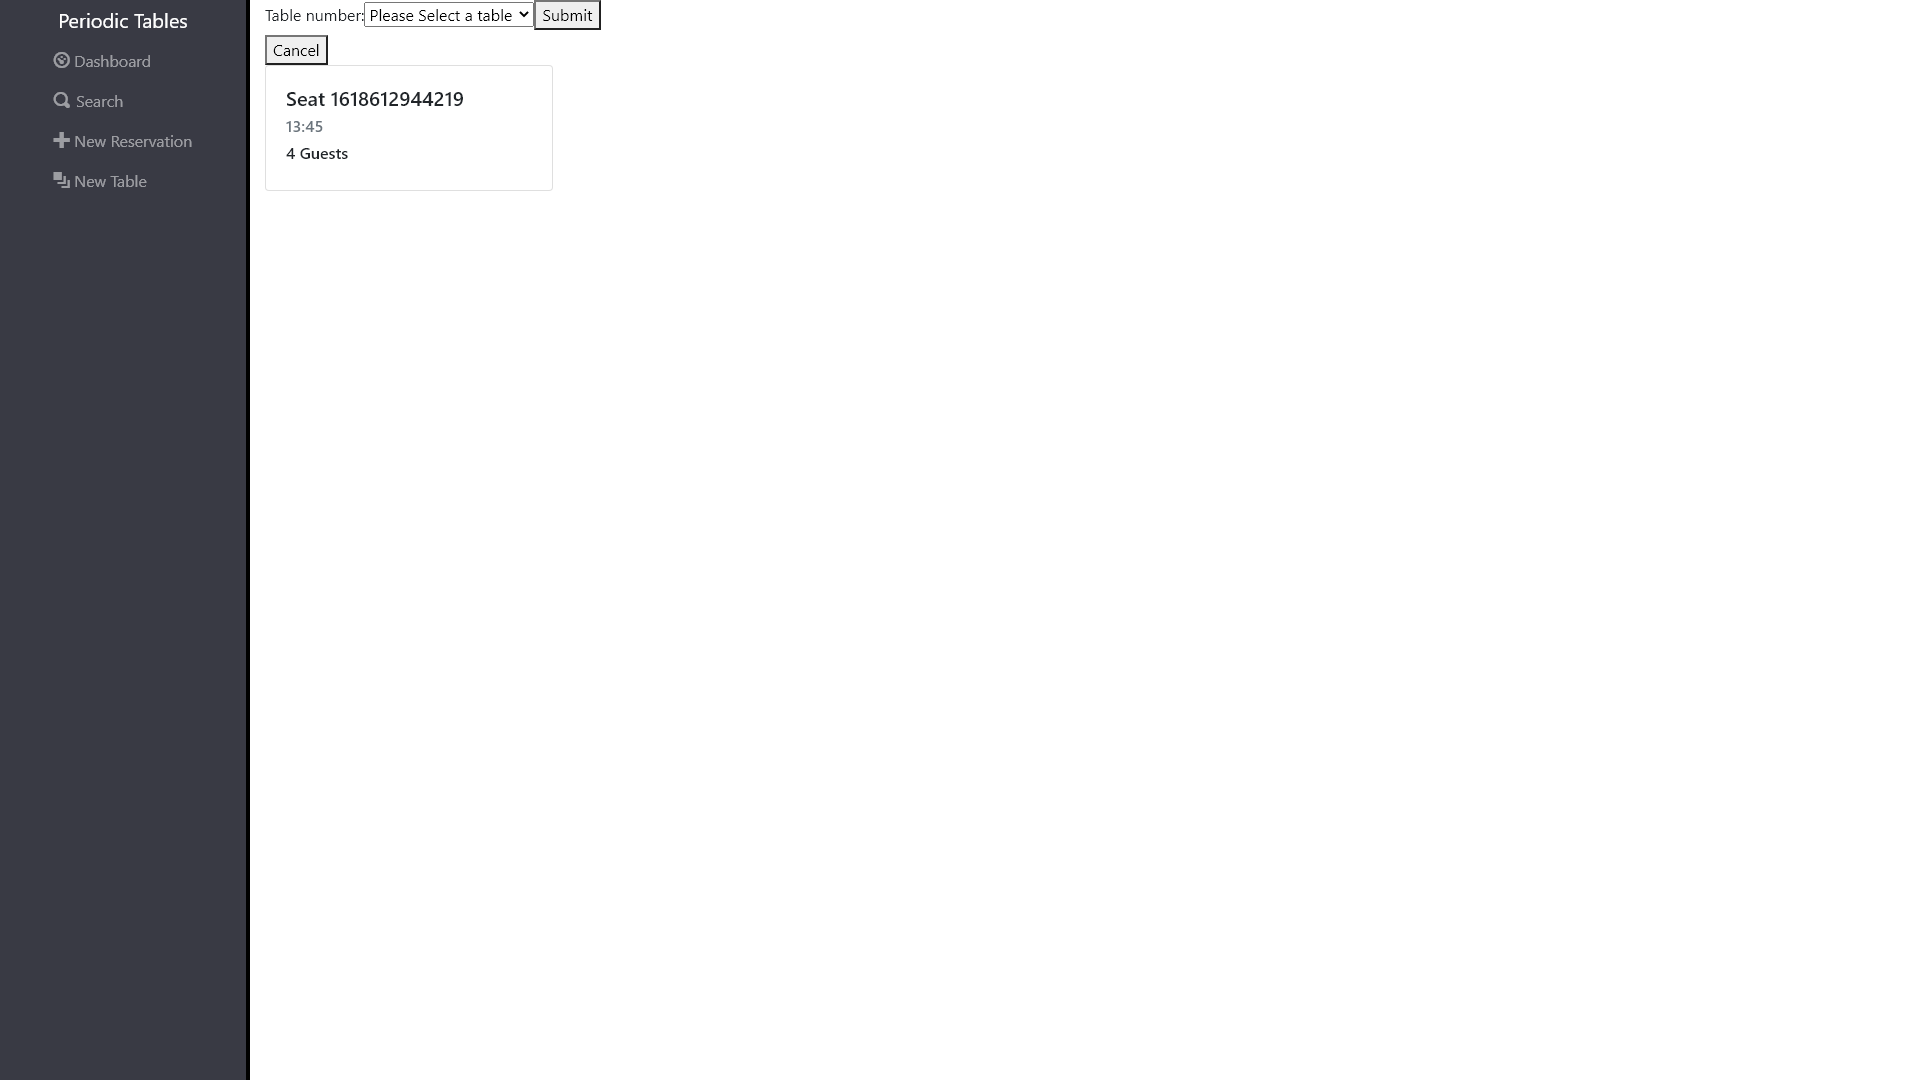 Periodic Tables
Dashboard
Search
New Reservation
New Table
Table number: Please Select a table Submit
Cancel
Seat 1618612944219
13:45
4 Guests